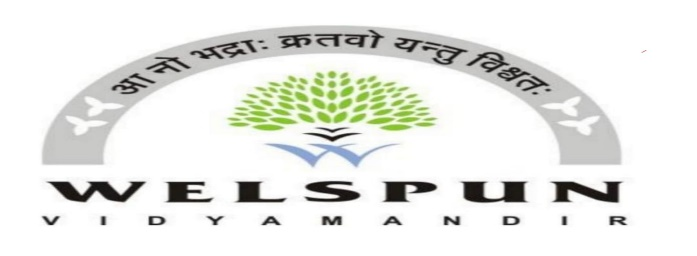 आ नो भद्राः क्रतवो यन्तु विश्वतः
WELSPUN
VIDYAMANDIR